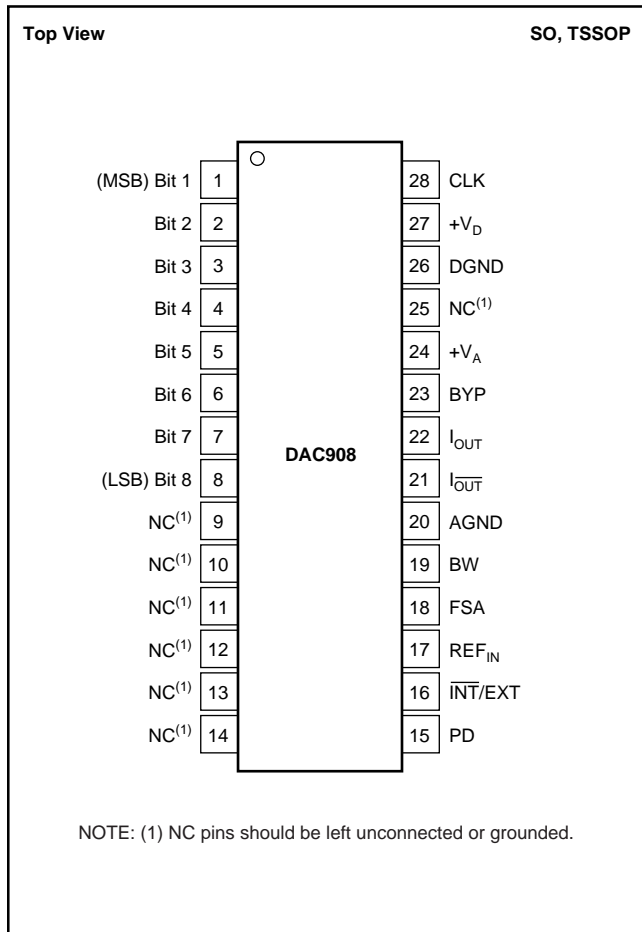 Top View SO, TSSOP
(MSB) Bit 1 1 28 CLK
Bit 2 2 27 +V_D
Bit 3 3 26 DGND
Bit 4 4 25 NC(1)
Bit 5 5 24 +V_A
Bit 6 6 23 BYP
Bit 7 7 22 I_OUT
DAC908
(LSB) Bit 8 8 21 I_O̅U̅T̅
NC(1) 9 20 AGND
NC(1) 10 19 BW
NC(1) 11 18 FSA
NC(1) 12 17 REF_IN
NC(1) 13 16 I̅N̅T̅/EXT
NC(1) 14 15 PD
NOTE: (1) NC pins should be left unconnected or grounded.